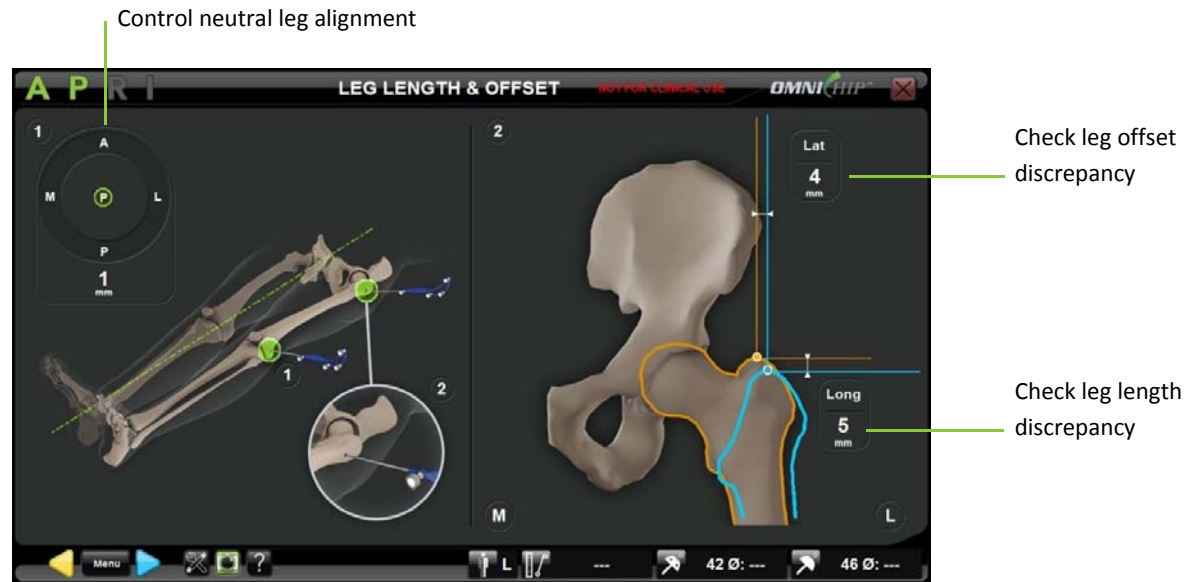 Control neutral leg alignment
A P R I
LEG LENGTH & OFFSET
NOT FOR CLINICAL USE
OMNI HIP™
1
A
M
P
L
P
1
mm
1
2
2
Lat
4
mm
Long
5
mm
M
L
Check leg offset
discrepancy
Check leg length
discrepancy
Menu
?
L
---
42 Ø: ---
46 Ø: ---